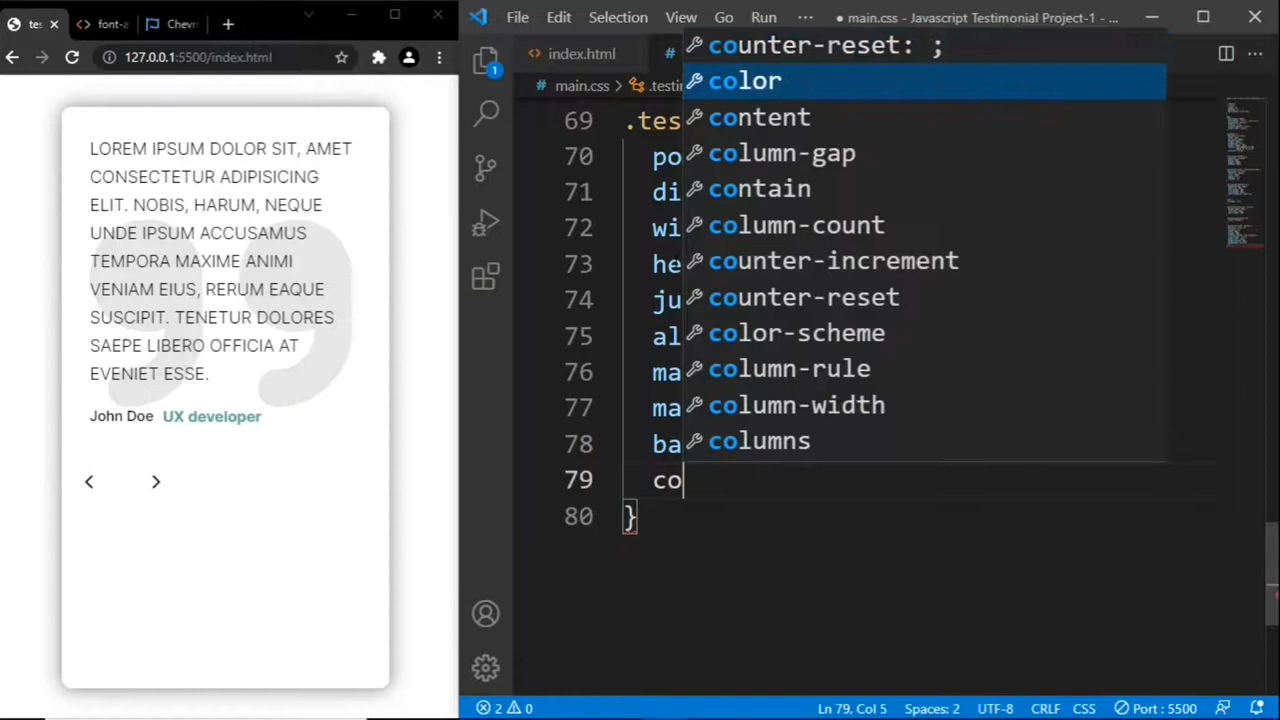 tes
font-a
Chevr
127.0.0.1:5500/index.html
LOREM IPSUM DOLOR SIT, AMET
CONSECTETUR ADIPISICING
ELIT. NOBIS, HARUM, NEQUE
UNDE IPSUM ACCUSAMUS
TEMPORA MAXIME ANIMI
VENIAM EIUS, RERUM EAQUE
SUSCIPIT. TENETUR DOLORES
SAEPE LIBERO OFFICIA AT
EVENIET ESSE.
John Doe UX developer
File Edit Selection View Go Run ··· ● main.css - Javascript Testimonial Project-1 - ...
<> index.html #
# main.css > .testi
1
counter-reset: ;
color
content
column-gap
contain
column-count
counter-increment
counter-reset
color-scheme
column-rule
column-width
columns
69 .tes
70 po
71 di
72 wi
73 he
74 ju
75 al
76 ma
77 ma
78 ba
79 co
80 }
2 0 Ln 79, Col 5 Spaces: 2 UTF-8 CRLF CSS Port : 5500